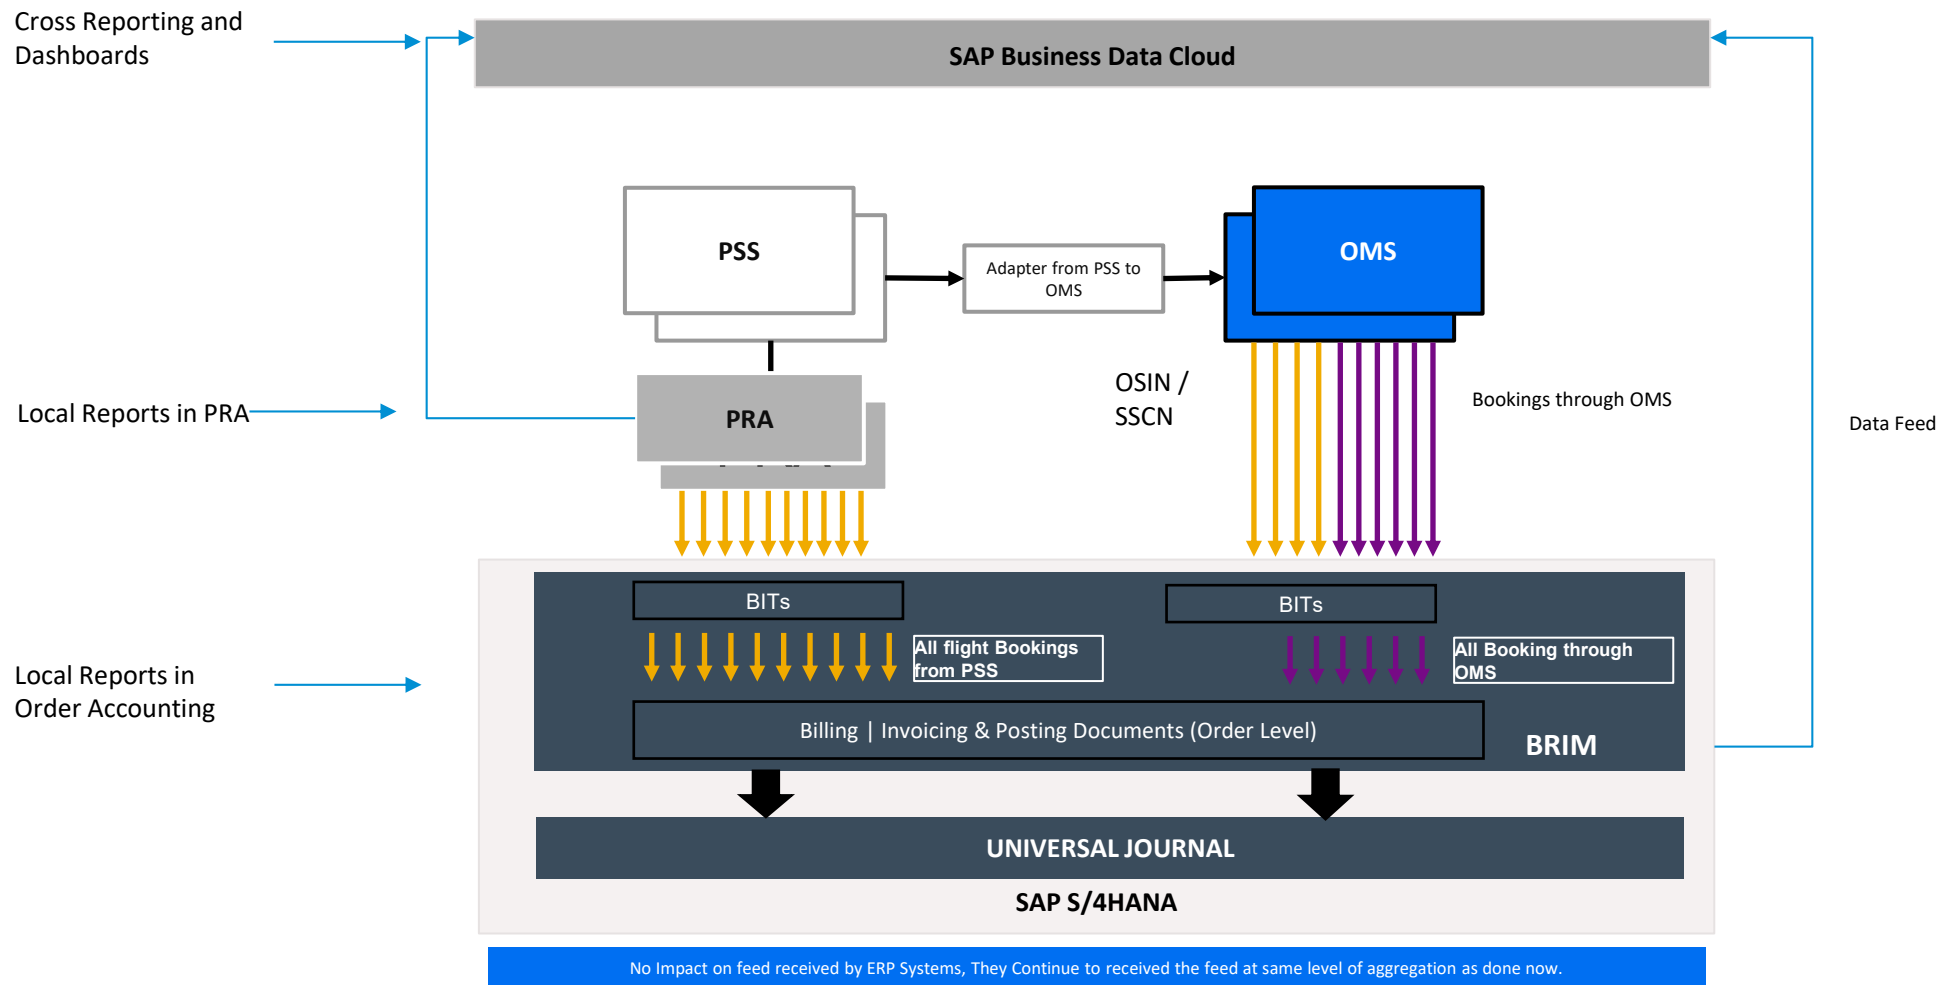 Cross Reporting and
Dashboards
SAP Business Data Cloud
PSS
Adapter from PSS to
OMS
OMS
OSIN /
SSCN
Bookings through OMS
Local Reports in PRA
PRA
Data Feed
BITs
BITs
All flight Bookings
from PSS
All Booking through
OMS
Local Reports in
Order Accounting
Billing | Invoicing & Posting Documents (Order Level)
BRIM
UNIVERSAL JOURNAL
SAP S/4HANA
No Impact on feed received by ERP Systems, They Continue to received the feed at same level of aggregation as done now.